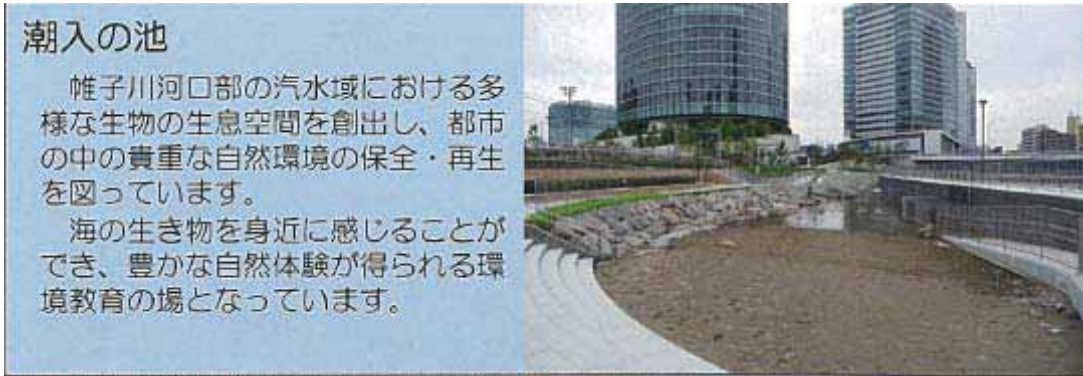 潮入の池
帷子川河口部の汽水域における多
様な生物の生息空間を創出し、都市
の中の貴重な自然環境の保全・再生
を図っています。
海の生き物を身近に感じることが
でき、豊かな自然体験が得られる環
境教育の場となっています。